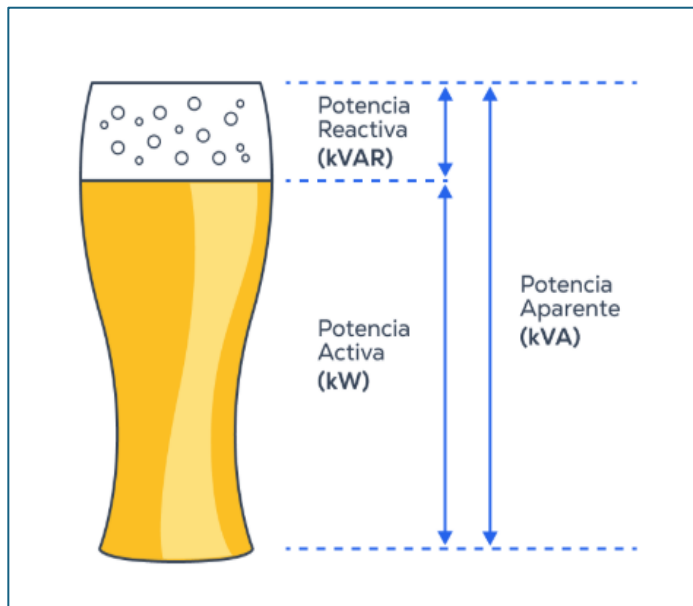 Potencia
Reactiva
(kVAR)
Potencia
Activa
(kW)
Potencia
Aparente
(kVA)